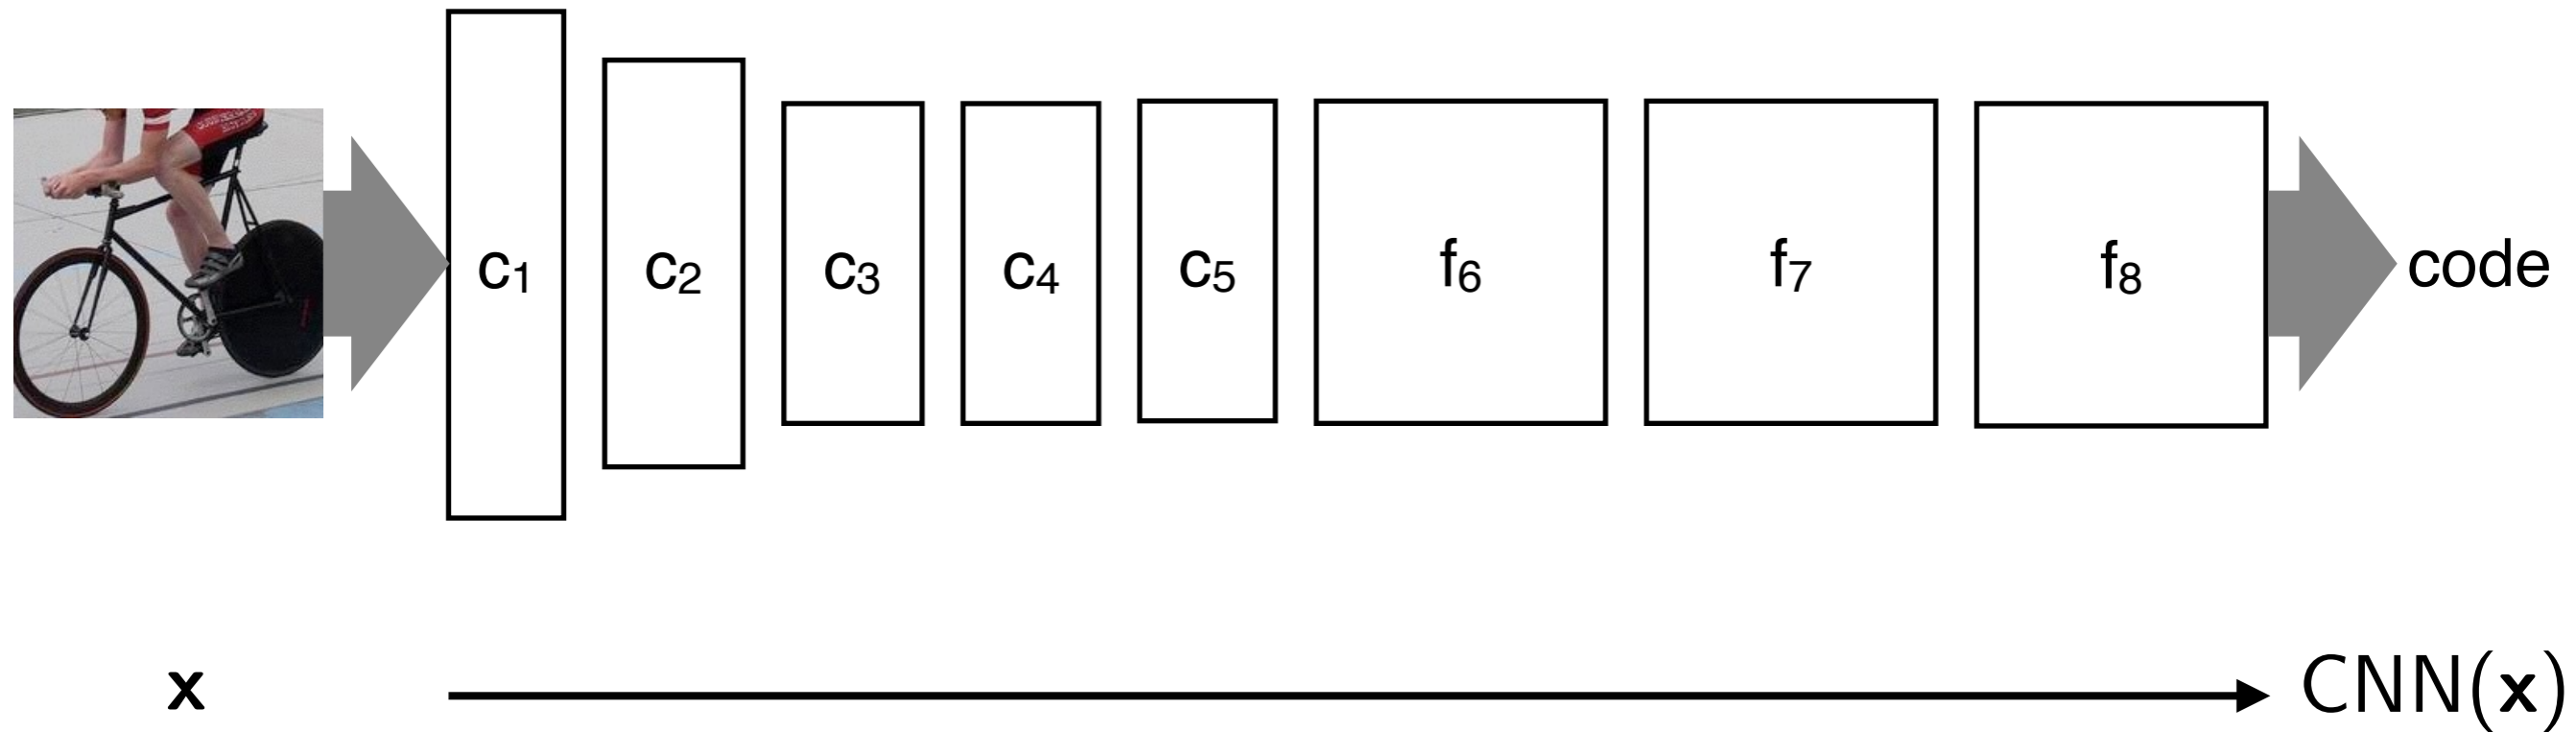 c₁ c₂ c₃ c₄ c₅ f₆ f₇ f₈ code
x CNN(x)